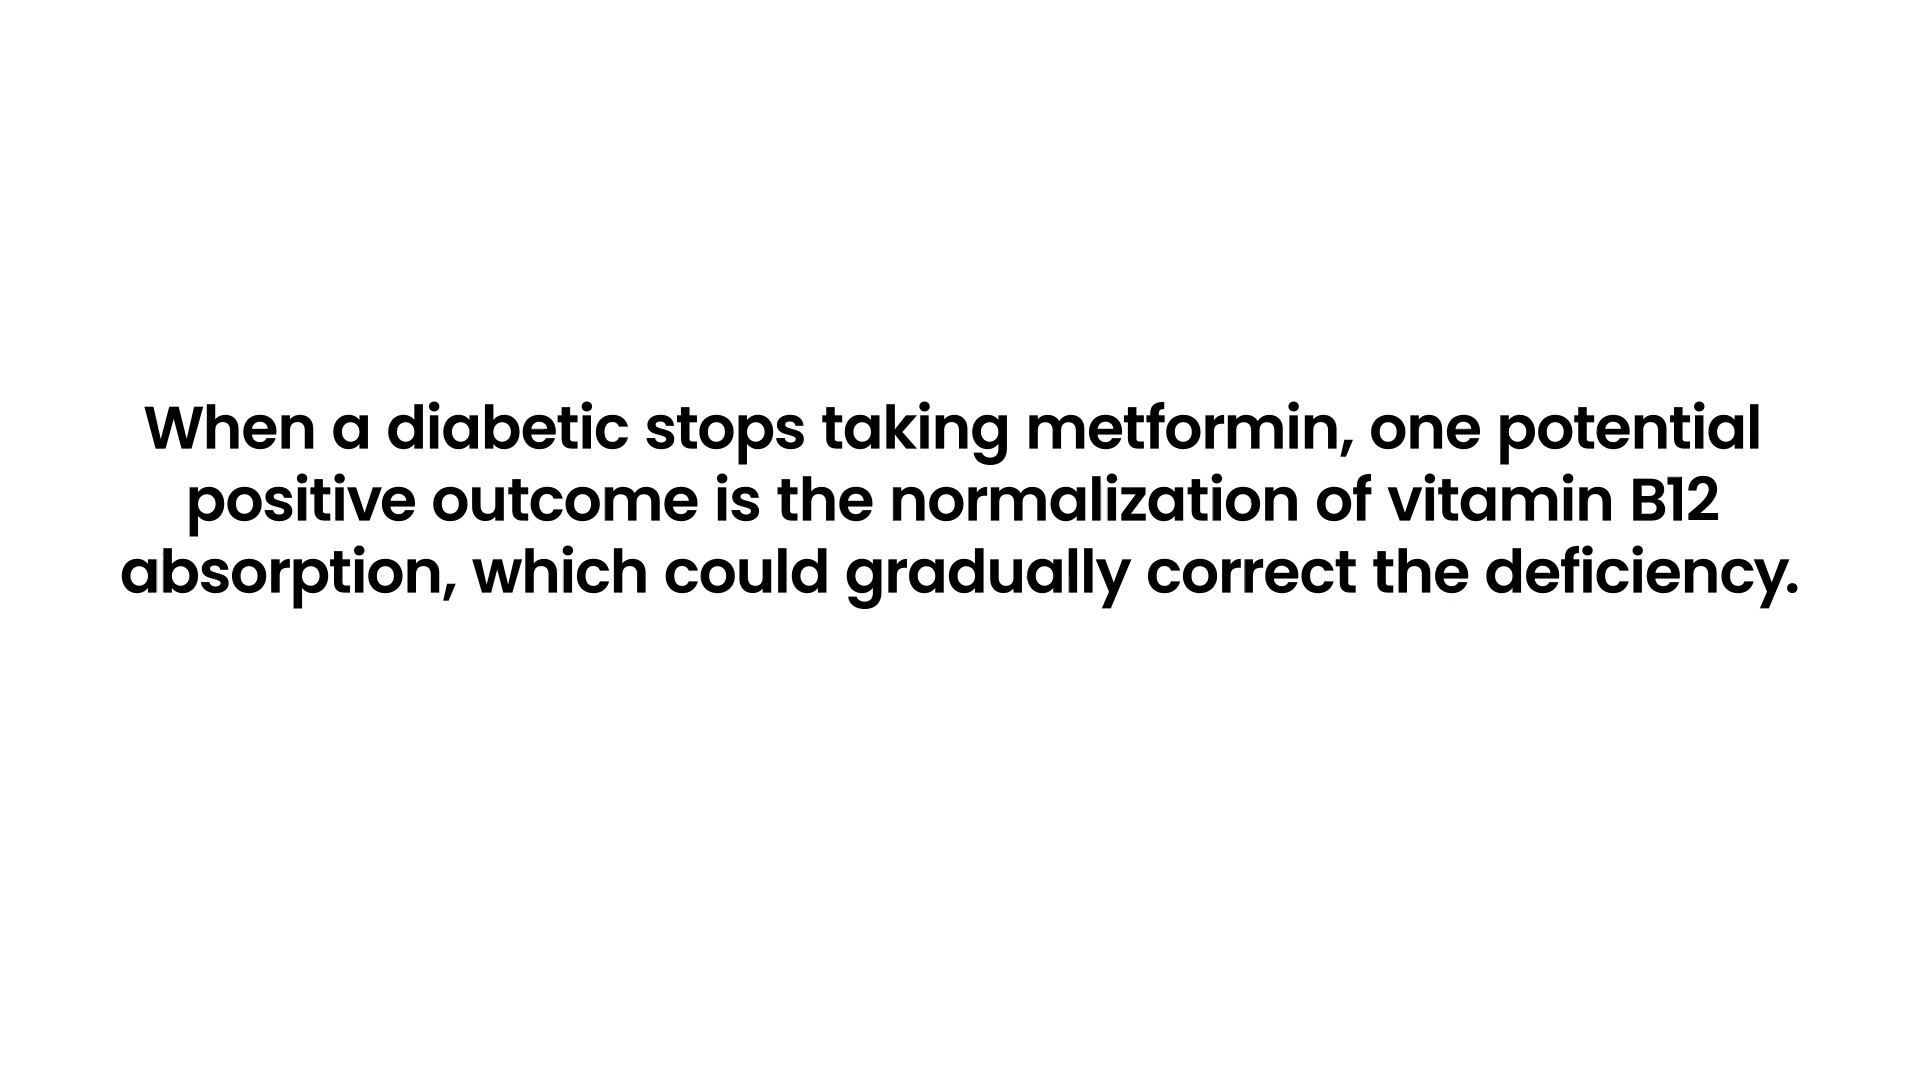 When a diabetic stops taking metformin, one potential
positive outcome is the normalization of vitamin B12
absorption, which could gradually correct the deficiency.